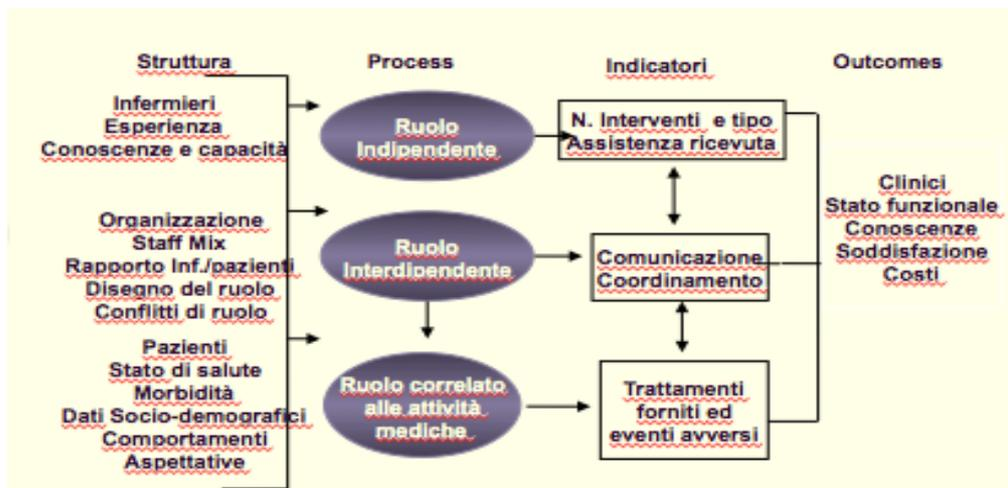 Struttura
Infermieri
Esperienza
Conoscenze e capacità
Organizzazione
Staff Mix
Rapporto Inf./pazienti
Disegno del ruolo
Conflitti di ruolo
Pazienti
Stato di salute
Morbidità
Dati Socio-demografici
Comportamenti
Aspettative
Process
Ruolo
Indipendente
Ruolo
Interdipendente
Ruolo correlato
alle attività
mediche
Indicatori
N. Interventi e tipo
Assistenza ricevuta
Comunicazione
Coordinamento
Trattamenti
forniti ed
eventi avversi
Outcomes
Clinici
Stato funzionale
Conoscenze
Soddisfazione
Costi